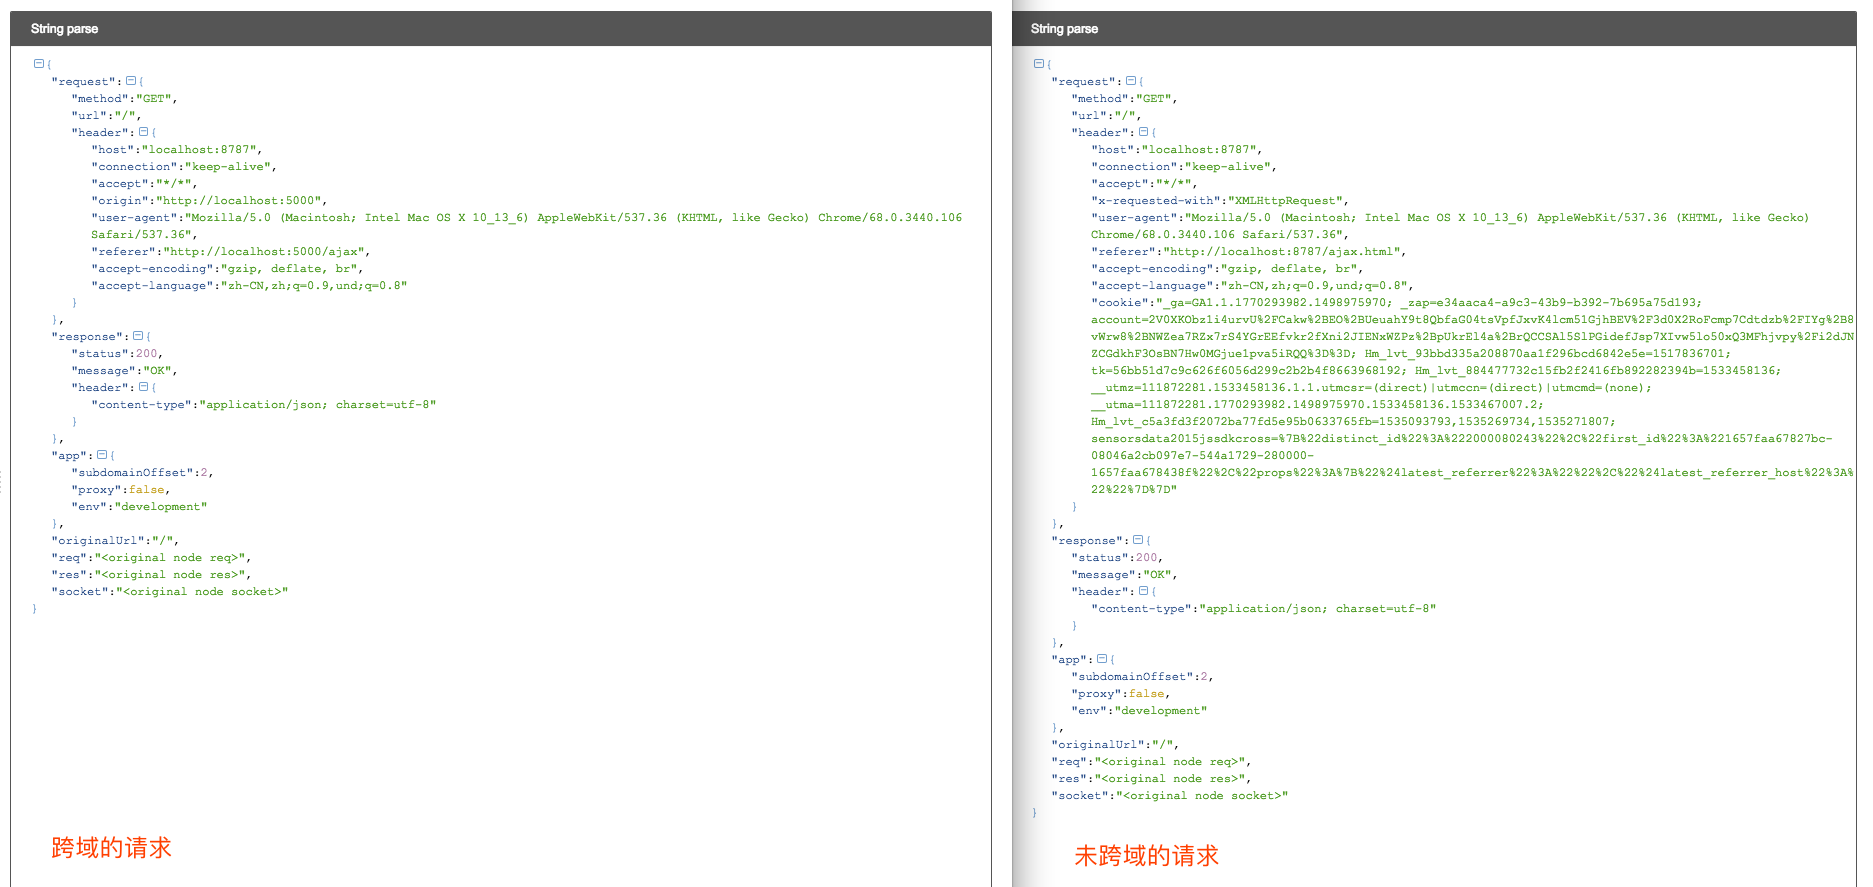 String parse
{
"request":{
"method":"GET",
"url":"/",
"header":{
"host":"localhost:8787",
"connection":"keep-alive",
"accept":"*/*",
"origin":"http://localhost:5000",
"user-agent":"Mozilla/5.0 (Macintosh; Intel Mac OS X 10_13_6) AppleWebKit/537.36 (KHTML, like Gecko) Chrome/68.0.3440.106
Safari/537.36",
"referer":"http://localhost:5000/ajax",
"accept-encoding":"gzip, deflate, br",
"accept-language":"zh-CN,zh;q=0.9,und;q=0.8"
}
},
"response":{
"status":200,
"message":"OK",
"header":{
"content-type":"application/json; charset=utf-8"
}
},
"app":{
"subdomainOffset":2,
"proxy":false,
"env":"development"
},
"originalUrl":"/",
"req":"<original node req>",
"res":"<original node res>",
"socket":"<original node socket>"
}
跨域的请求
String parse
{
"request":{
"method":"GET",
"url":"/",
"header":{
"host":"localhost:8787",
"connection":"keep-alive",
"accept":"*/*",
"x-requested-with":"XMLHttpRequest",
"user-agent":"Mozilla/5.0 (Macintosh; Intel Mac OS X 10_13_6) AppleWebKit/537.36 (KHTML, like Gecko)
Chrome/68.0.3440.106 Safari/537.36",
"referer":"http://localhost:8787/ajax.html",
"accept-encoding":"gzip, deflate, br",
"accept-language":"zh-CN,zh;q=0.9,und;q=0.8",
"cookie":"_ga=GA1.1.1770293982.1498975970; _zap=e34aaca4-a9c3-43b9-b392-7b695a75d193;
account=2V0XKObz1i4urvU%2FCakw%2BEO%2BUeuahY9t8QbfaG04tsVpfJxvK4lcm51GjhBEV%2F3d0X2RoFcmp7Cdtdzb%2FIYg%2B8
vWrw8%2BNWZea7RZx7rS4YGrEEfvkr2fXni2JIENxWZPz%2BpUkrEl4a%2BrQCCSAl5SlPGidefJsp7XIvw5lo50xQ3MFhjvpy%2Fi2dJN
ZCGdkhF3OsBN7Hw0MGjue1pva5iRQQ%3D%3D; Hm_lvt_93bbd335a208870aa1f296bcd6842e5e=1517836701;
tk=56bb51d7c9c626f6056d299c2b2b4f8663968192; Hm_lvt_884477732c15fb2f2416fb892282394b=1533458136;
__utmz=111872281.1533458136.1.1.utmcsr=(direct)|utmccn=(direct)|utmcmd=(none);
__utma=111872281.1770293982.1498975970.1533458136.1533467007.2;
Hm_lvt_c5a3fd3f2072ba77fd5e95b0633765fb=1535093793,1535269734,1535271807;
sensorsdata2015jssdkcross=%7B%22distinct_id%22%3A%222000080243%22%2C%22first_id%22%3A%221657faa67827bc-
08046a2cb097e7-544a1729-280000-
1657faa678438f%22%2C%22props%22%3A%7B%22%24latest_referrer%22%3A%22%22%2C%22%24latest_referrer_host%22%3A%
22%22%7D%7D"
}
},
"response":{
"status":200,
"message":"OK",
"header":{
"content-type":"application/json; charset=utf-8"
}
},
"app":{
"subdomainOffset":2,
"proxy":false,
"env":"development"
},
"originalUrl":"/",
"req":"<original node req>",
"res":"<original node res>",
"socket":"<original node socket>"
}
未跨域的请求